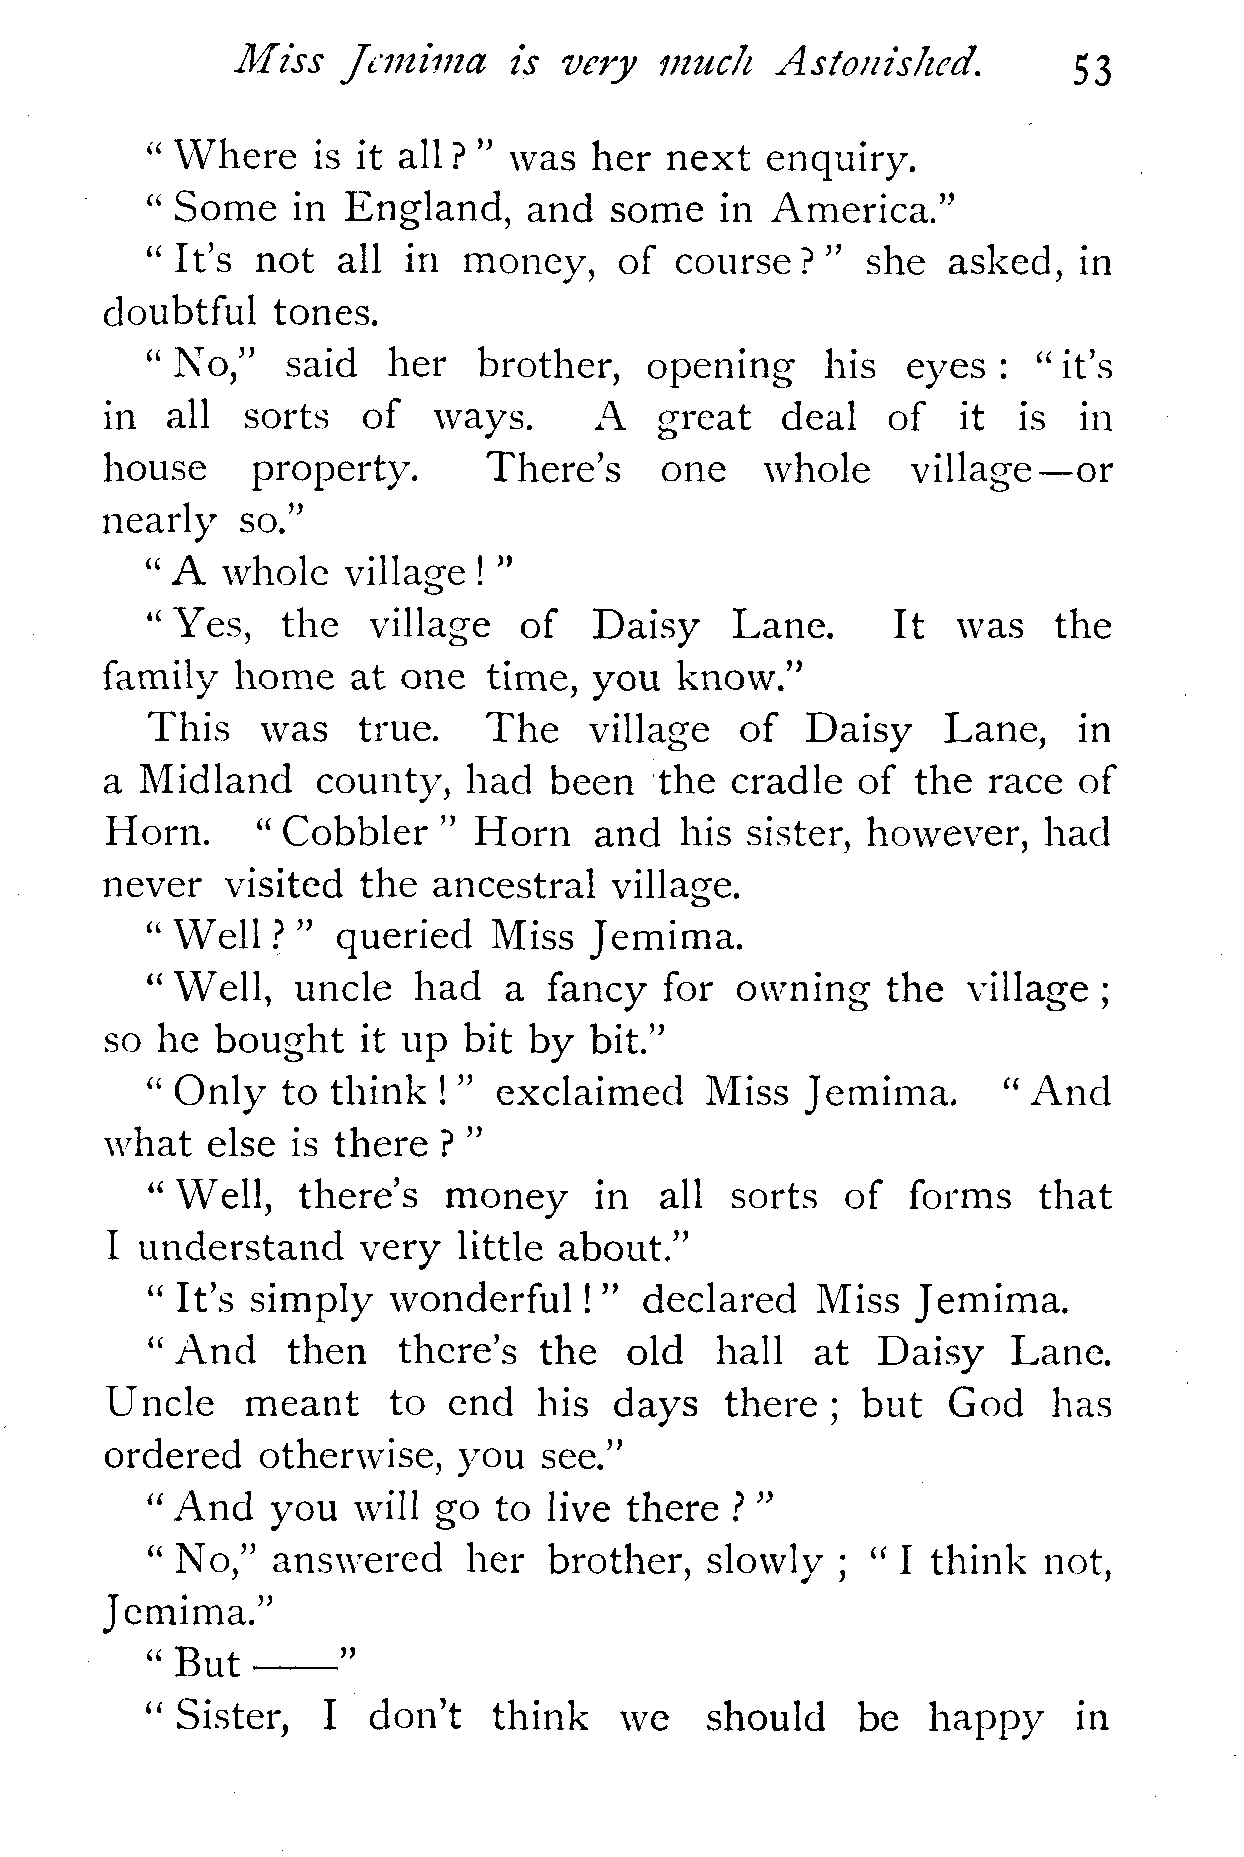 Miss Jemima is very much Astonished. 53
“ Where is it all ? ” was her next enquiry.
“ Some in England, and some in America.”
“ It’s not all in money, of course ? ” she asked, in
doubtful tones.
“ No,” said her brother, opening his eyes : “ it’s
in all sorts of ways. A great deal of it is in
house property. There’s one whole village—or
nearly so.”
“ A whole village ! ”
“ Yes, the village of Daisy Lane. It was the
family home at one time, you know.”
This was true. The village of Daisy Lane, in
a Midland county, had been the cradle of the race of
Horn. “ Cobbler ” Horn and his sister, however, had
never visited the ancestral village.
“ Well ? ” queried Miss Jemima.
“ Well, uncle had a fancy for owning the village ;
so he bought it up bit by bit.”
“ Only to think ! ” exclaimed Miss Jemima. “ And
what else is there ? ”
“ Well, there’s money in all sorts of forms that
I understand very little about.”
“ It’s simply wonderful ! ” declared Miss Jemima.
“ And then there’s the old hall at Daisy Lane.
Uncle meant to end his days there ; but God has
ordered otherwise, you see.”
“ And you will go to live there ? ”
“ No,” answered her brother, slowly ; “ I think not,
Jemima.”
“ But ——”
“ Sister, I don’t think we should be happy in